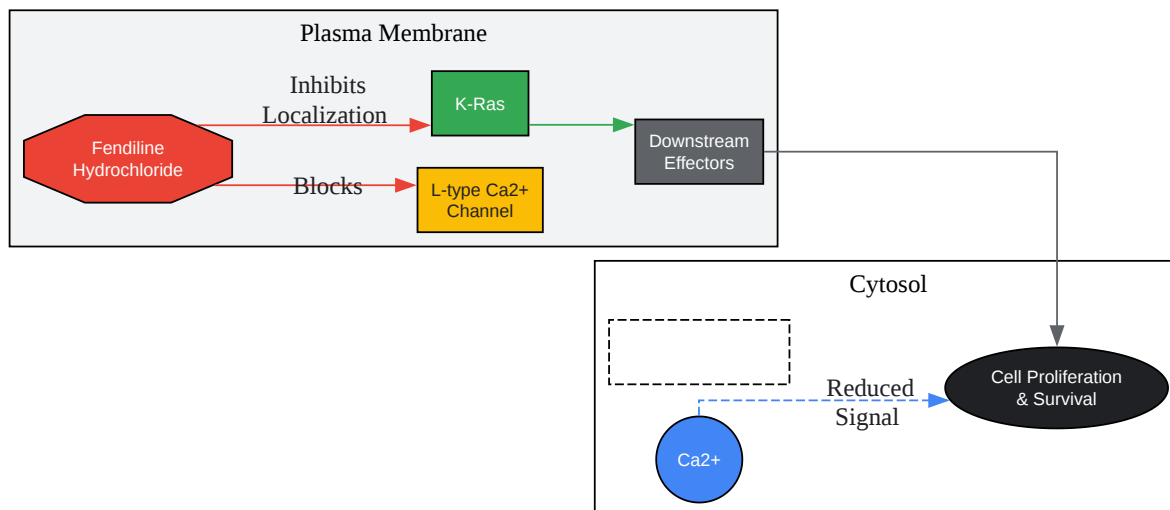 Plasma Membrane
Inhibits
Localization
K-Ras
Fendiline
Hydrochloride
Downstream
Effectors
Blocks
L-type Ca2+
Channel
Cytosol
Cell Proliferation
& Survival
Reduced
Signal
Ca2+